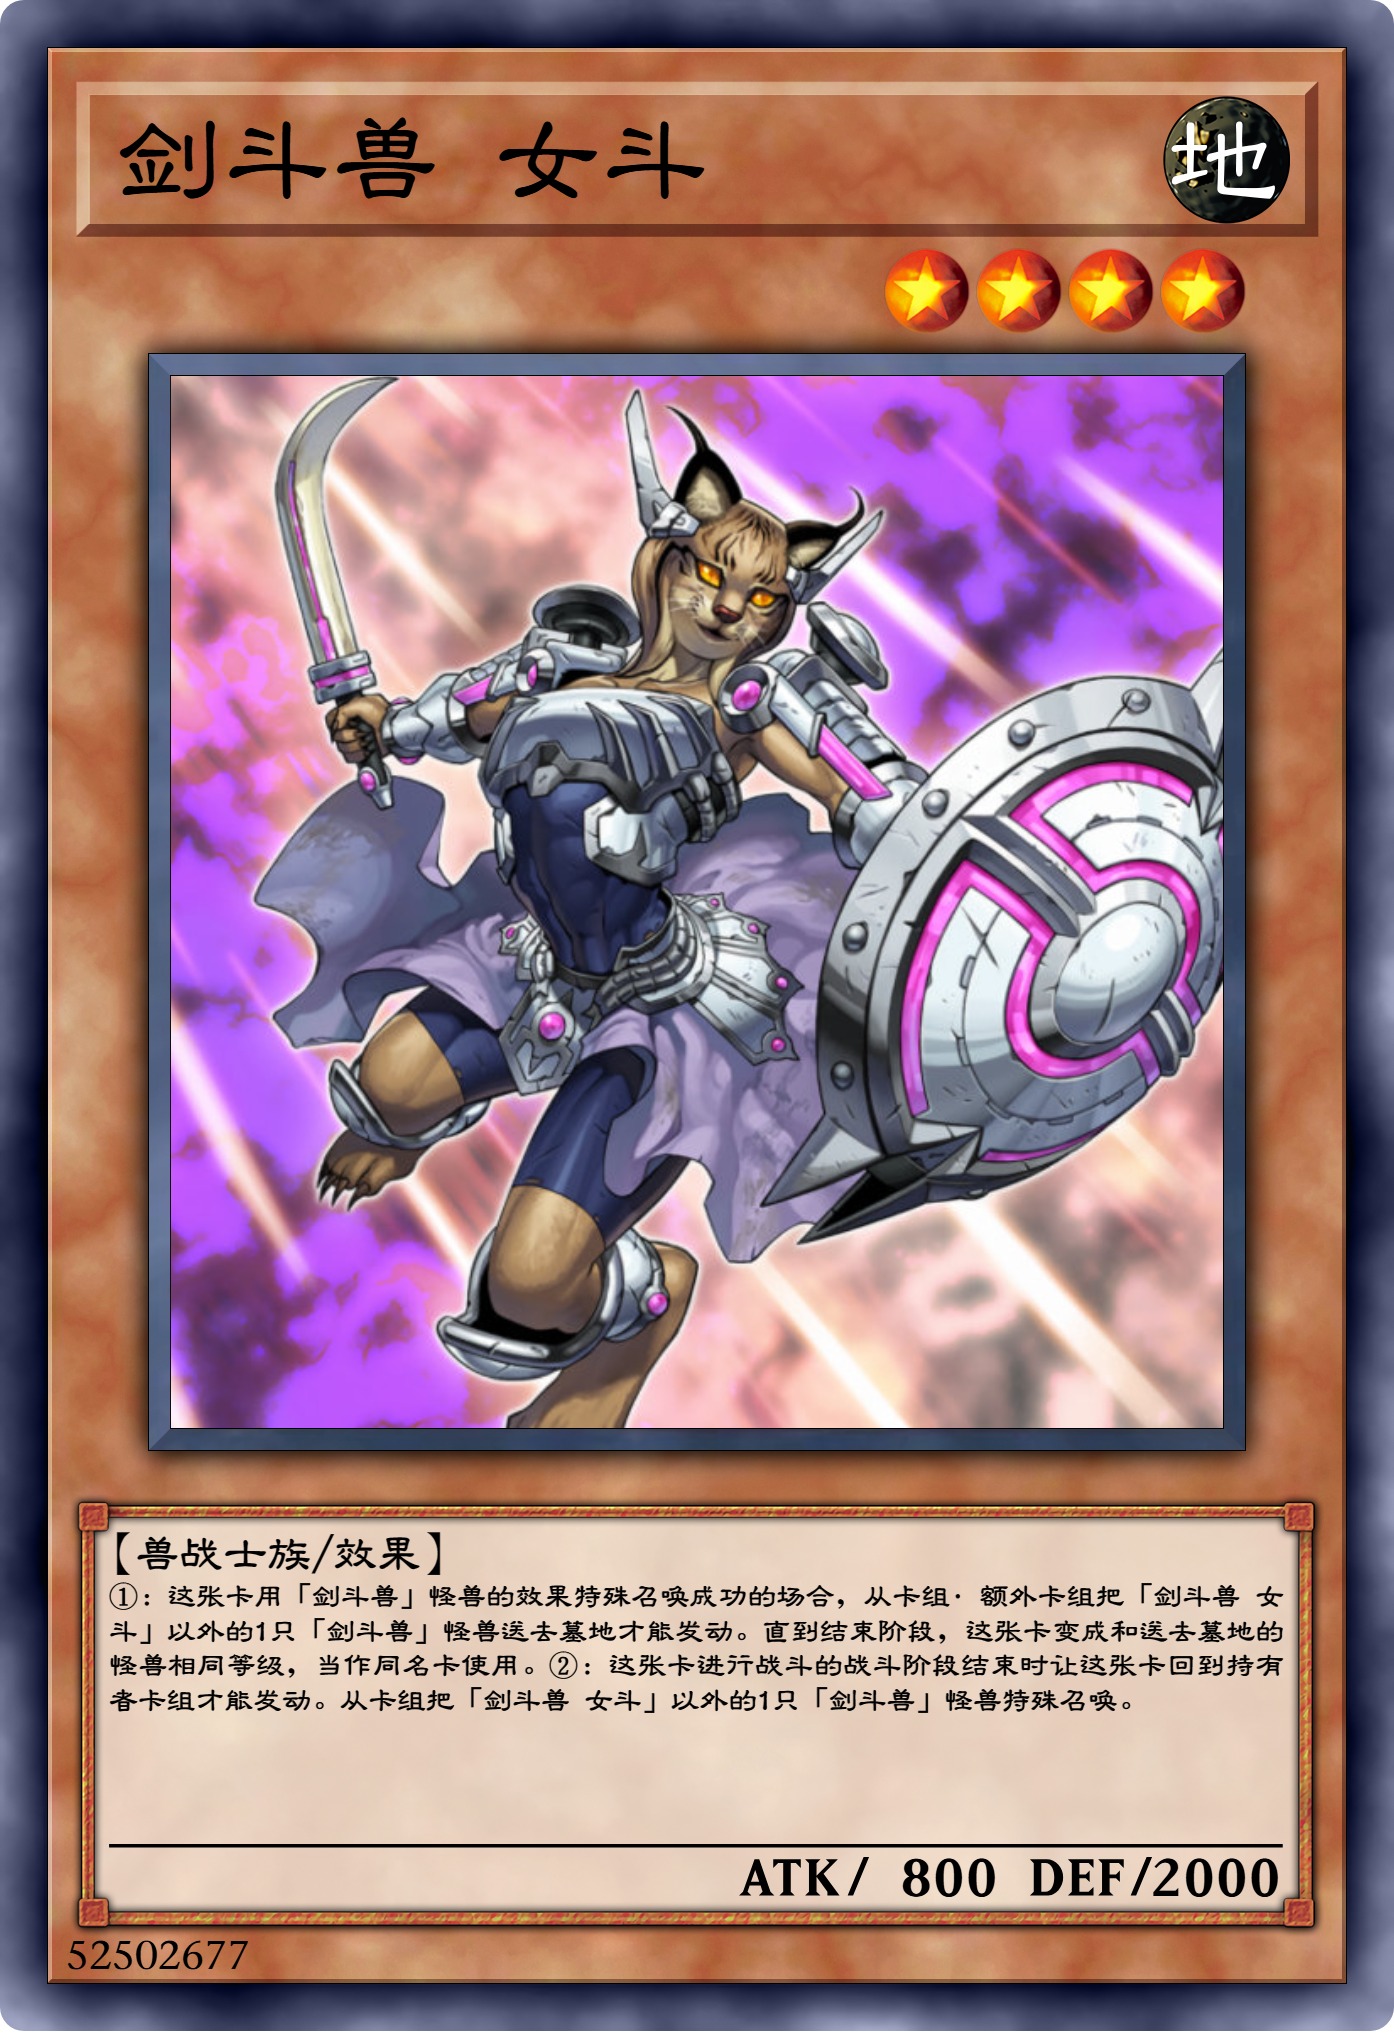 剑斗兽 女斗
地
【兽战士族/效果】
①：这张卡用「剑斗兽」怪兽的效果特殊召唤成功的场合，从卡组·额外卡组把「剑斗兽 女
斗」以外的1只「剑斗兽」怪兽送去墓地才能发动。直到结束阶段，这张卡变成和送去墓地的
怪兽相同等级，当作同名卡使用。②：这张卡进行战斗的战斗阶段结束时让这张卡回到持有
者卡组才能发动。从卡组把「剑斗兽 女斗」以外的1只「剑斗兽」怪兽特殊召唤。
ATK/ 800 DEF/2000
52502677